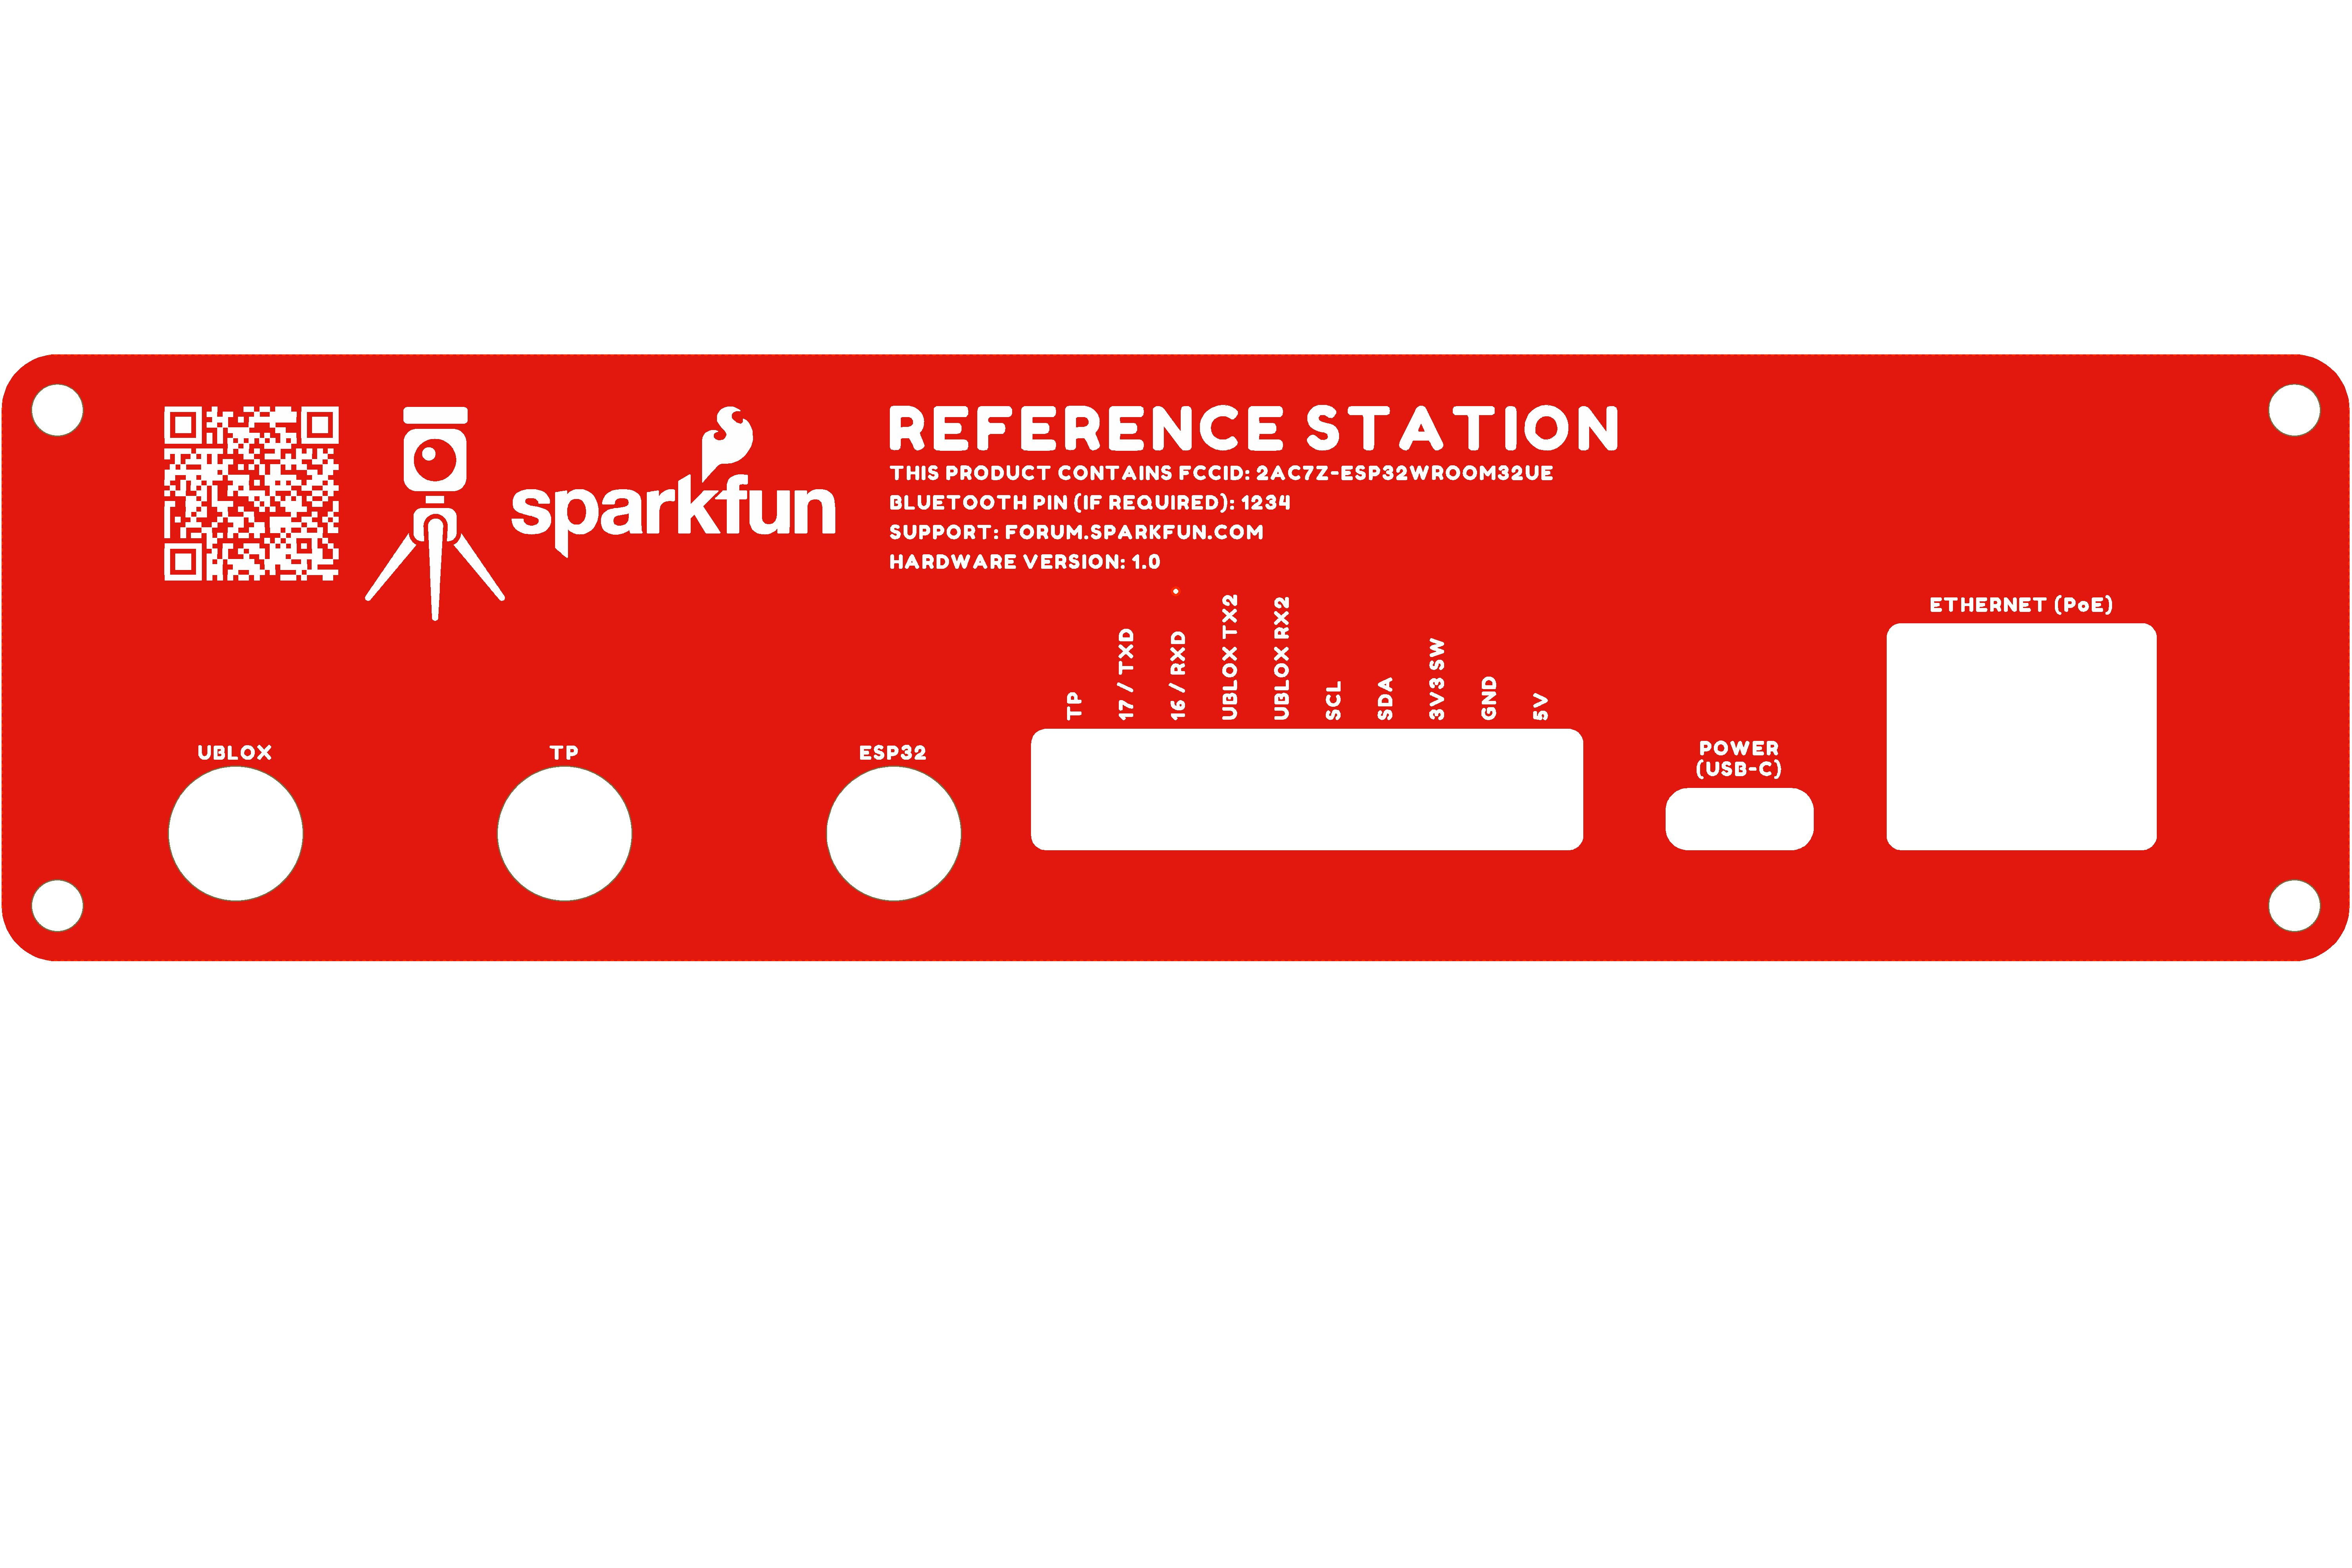 sparkfun
REFERENCE STATION
THIS PRODUCT CONTAINS FCCID: 2AC7Z-ESP32WROOM32UE
BLUETOOTH PIN (IF REQUIRED): 1234
SUPPORT: FORUM.SPARKFUN.COM
HARDWARE VERSION: 1.0
TP
17 / TXD
16 / RXD
UBLOX TX2
UBLOX RX2
SCL
SDA
3V3 SW
GND
5V
ETHERNET (PoE)
UBLOX
TP
ESP32
POWER
(USB-C)